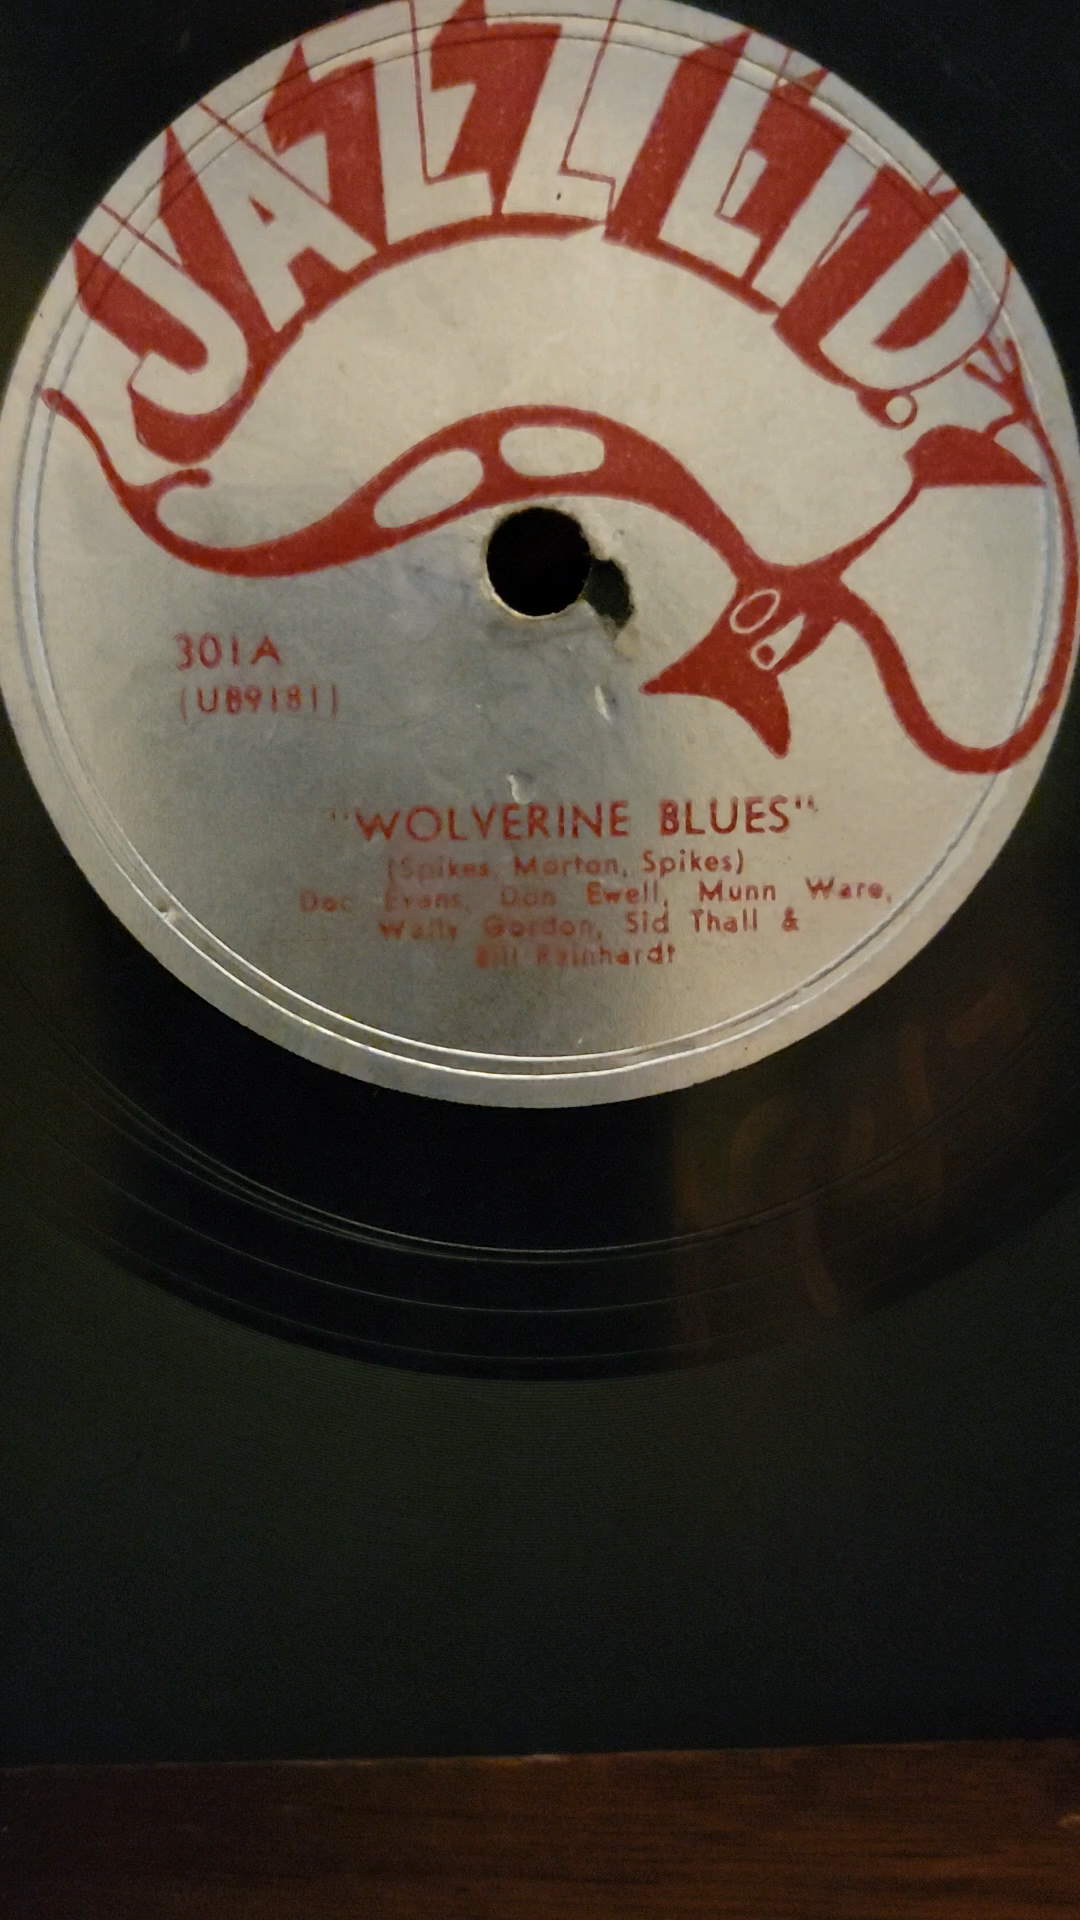 JAZZ LTD.
301A
(UB9181)
"WOLVERINE BLUES"
(Spikes, Morton, Spikes)
Doc Evans, Don Ewell, Munn Ware,
Wally Gordon, Sid Thall &
Bill Reinhardt